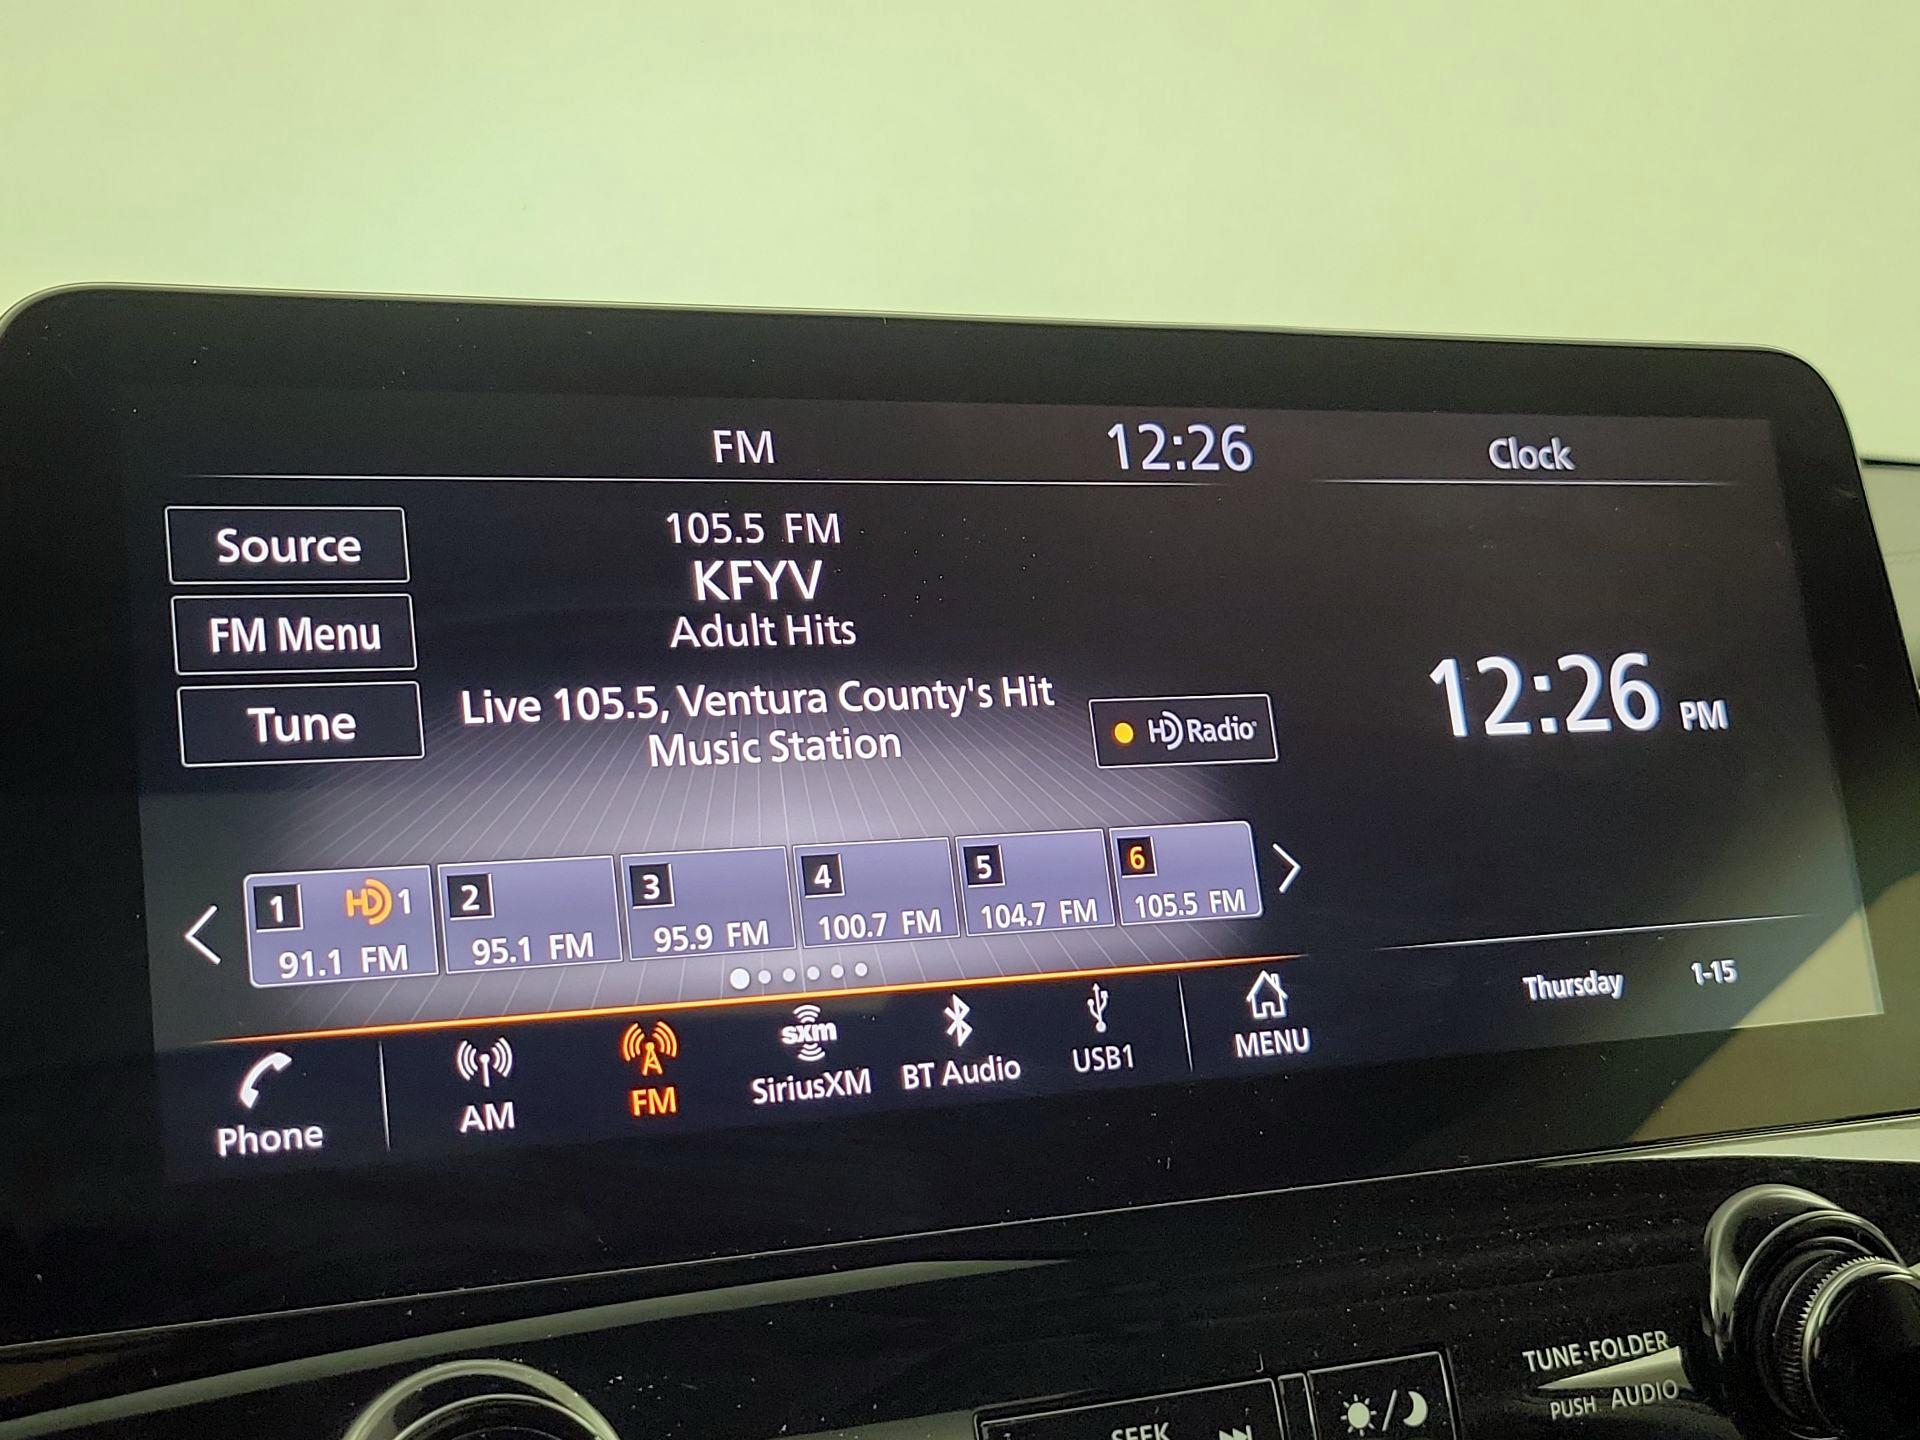 FM 12:26 Clock
Source
FM Menu
Tune
105.5 FM
KFYV
Adult Hits
Live 105.5, Ventura County's Hit
Music Station
HD Radio
12:26 PM
1 HD 1
91.1 FM
2
95.1 FM
3
95.9 FM
4
100.7 FM
5
104.7 FM
6
105.5 FM
Thursday 1-15
Phone
AM
FM
sxm
SiriusXM
BT Audio
USB1
MENU
TUNE·FOLDER
PUSH AUDIO
SEEK